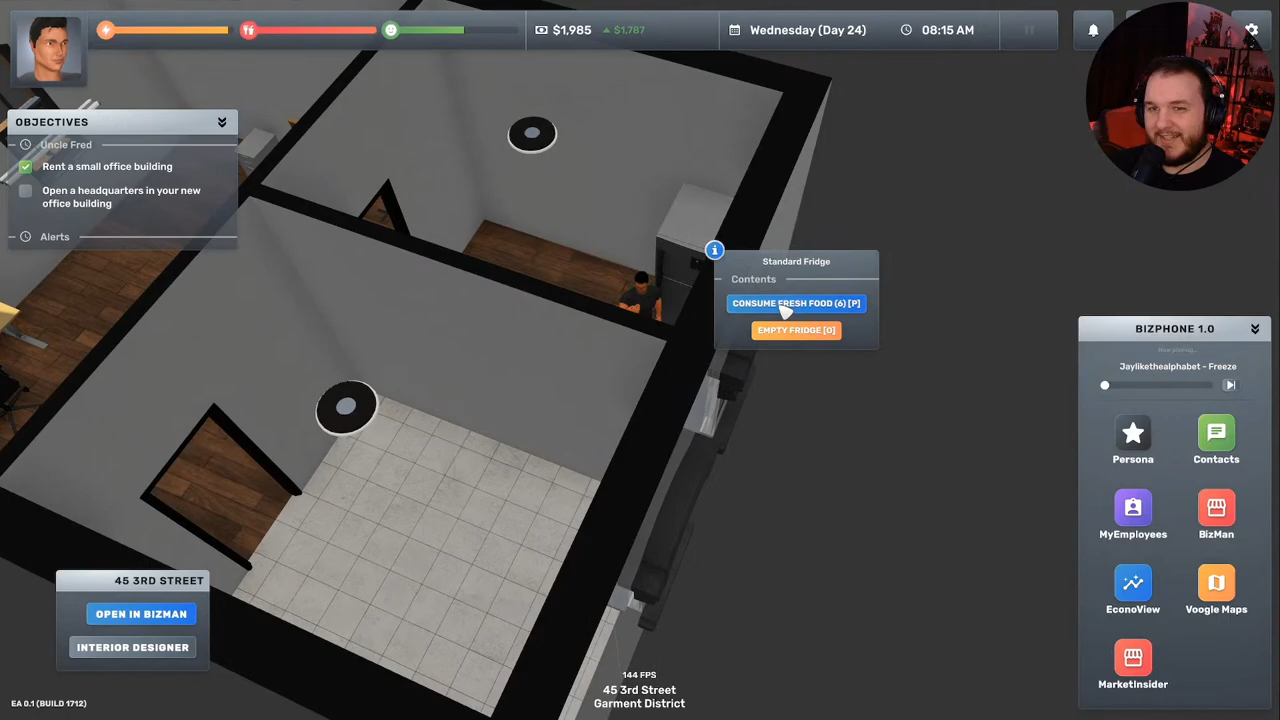 $1,985 ▲ $1,787
Wednesday (Day 24)
08:15 AM
OBJECTIVES
Uncle Fred
Rent a small office building
Open a headquarters in your new
office building
Alerts
Standard Fridge
Contents
CONSUME FRESH FOOD (6) [P]
EMPTY FRIDGE [O]
BIZPHONE 1.0
Now playing...
Jaylikethealphabet - Freeze
Persona
Contacts
MyEmployees
BizMan
EconoView
Voogle Maps
MarketInsider
45 3RD STREET
OPEN IN BIZMAN
INTERIOR DESIGNER
144 FPS
45 3rd Street
Garment District
EA 0.1 (BUILD 1712)